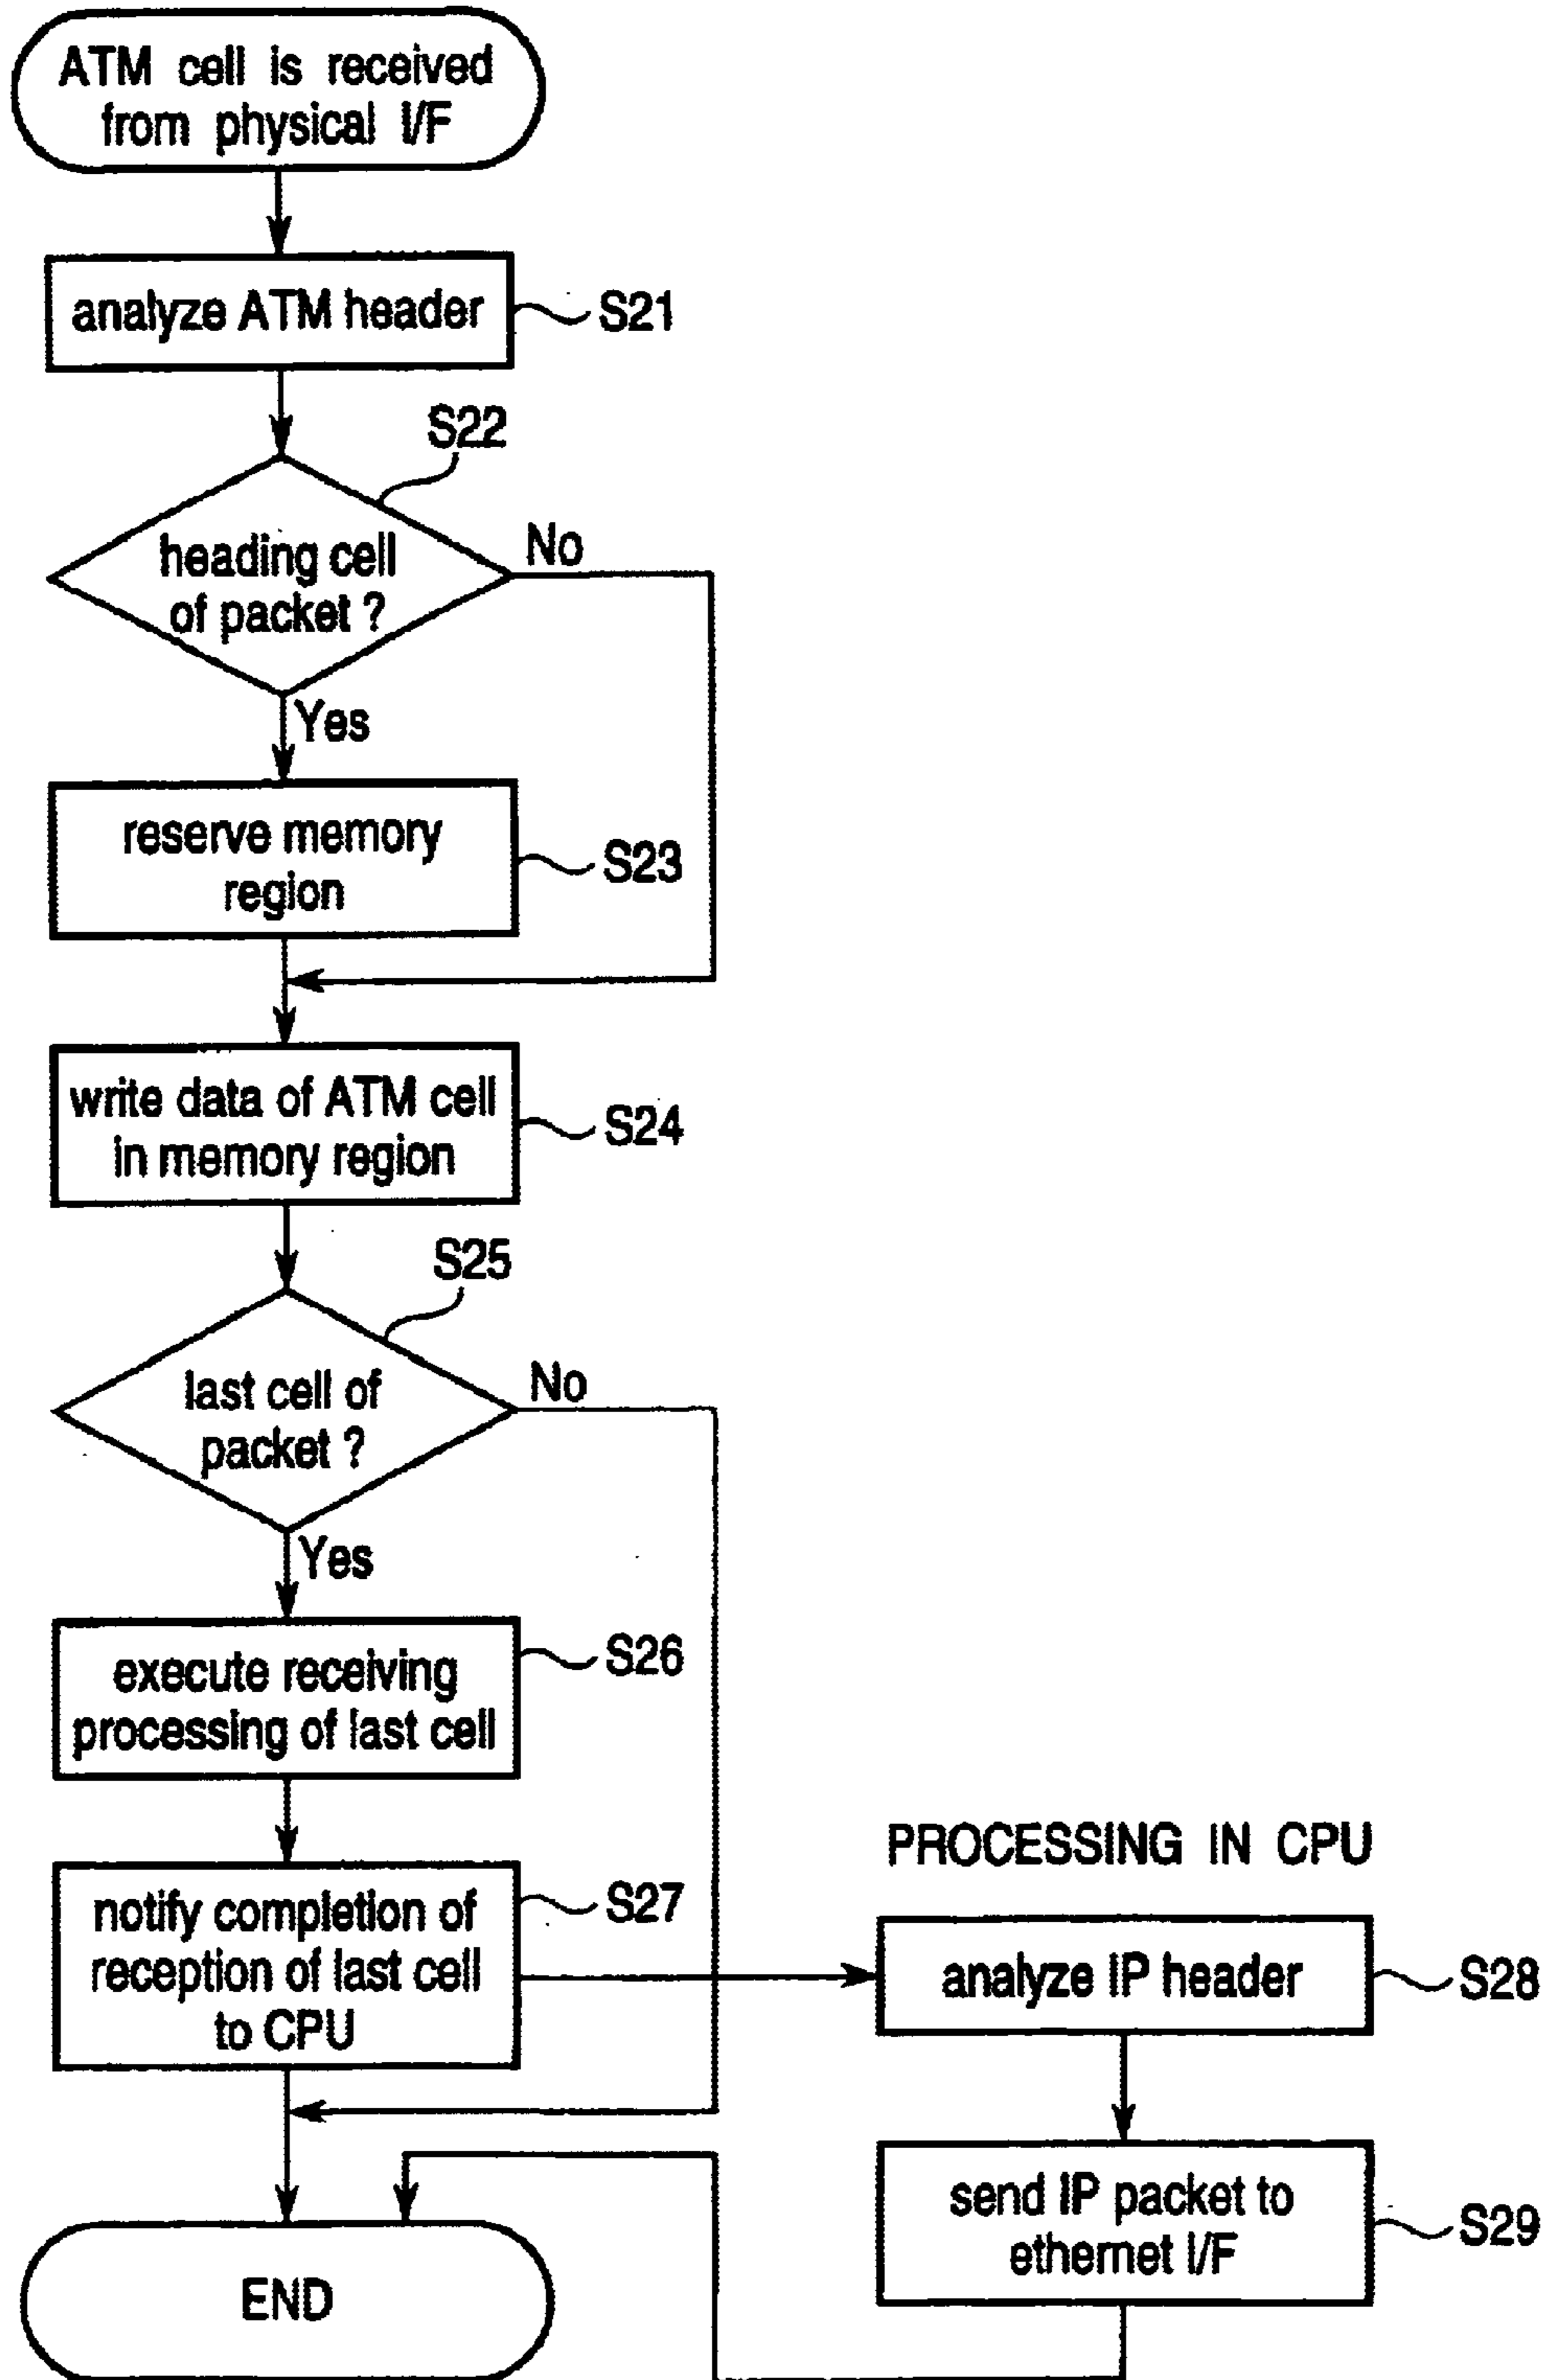 ATM cell is received
from physical I/F
analyze ATM header
S21
S22
heading cell
of packet ?
No
Yes
reserve memory
region
S23
write data of ATM cell
in memory region
S24
S25
last cell of
packet ?
No
Yes
execute receiving
processing of last cell
S26
notify completion of
reception of last cell
to CPU
S27
PROCESSING IN CPU
analyze IP header
S28
send IP packet to
ethernet I/F
S29
END